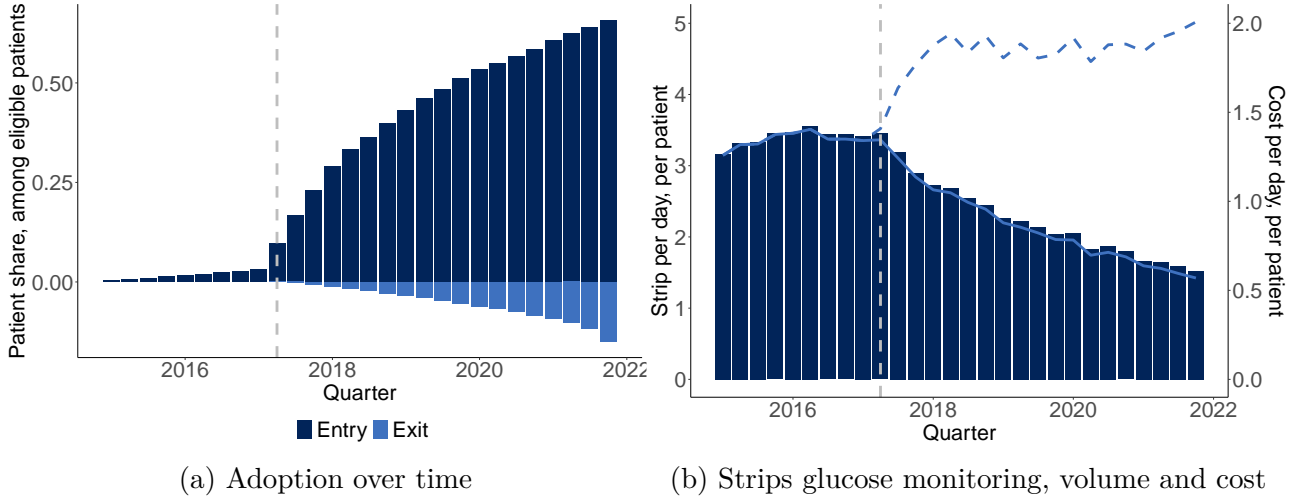 Patient share, among eligible patients
0.50
0.25
0.00
2016
2018
2020
2022
Quarter
Entry
Exit
(a) Adoption over time
Strip per day, per patient
5
4
3
2
1
0
2.0
1.5
1.0
0.5
0.0
Cost per day, per patient
2016
2018
2020
2022
Quarter
(b) Strips glucose monitoring, volume and cost